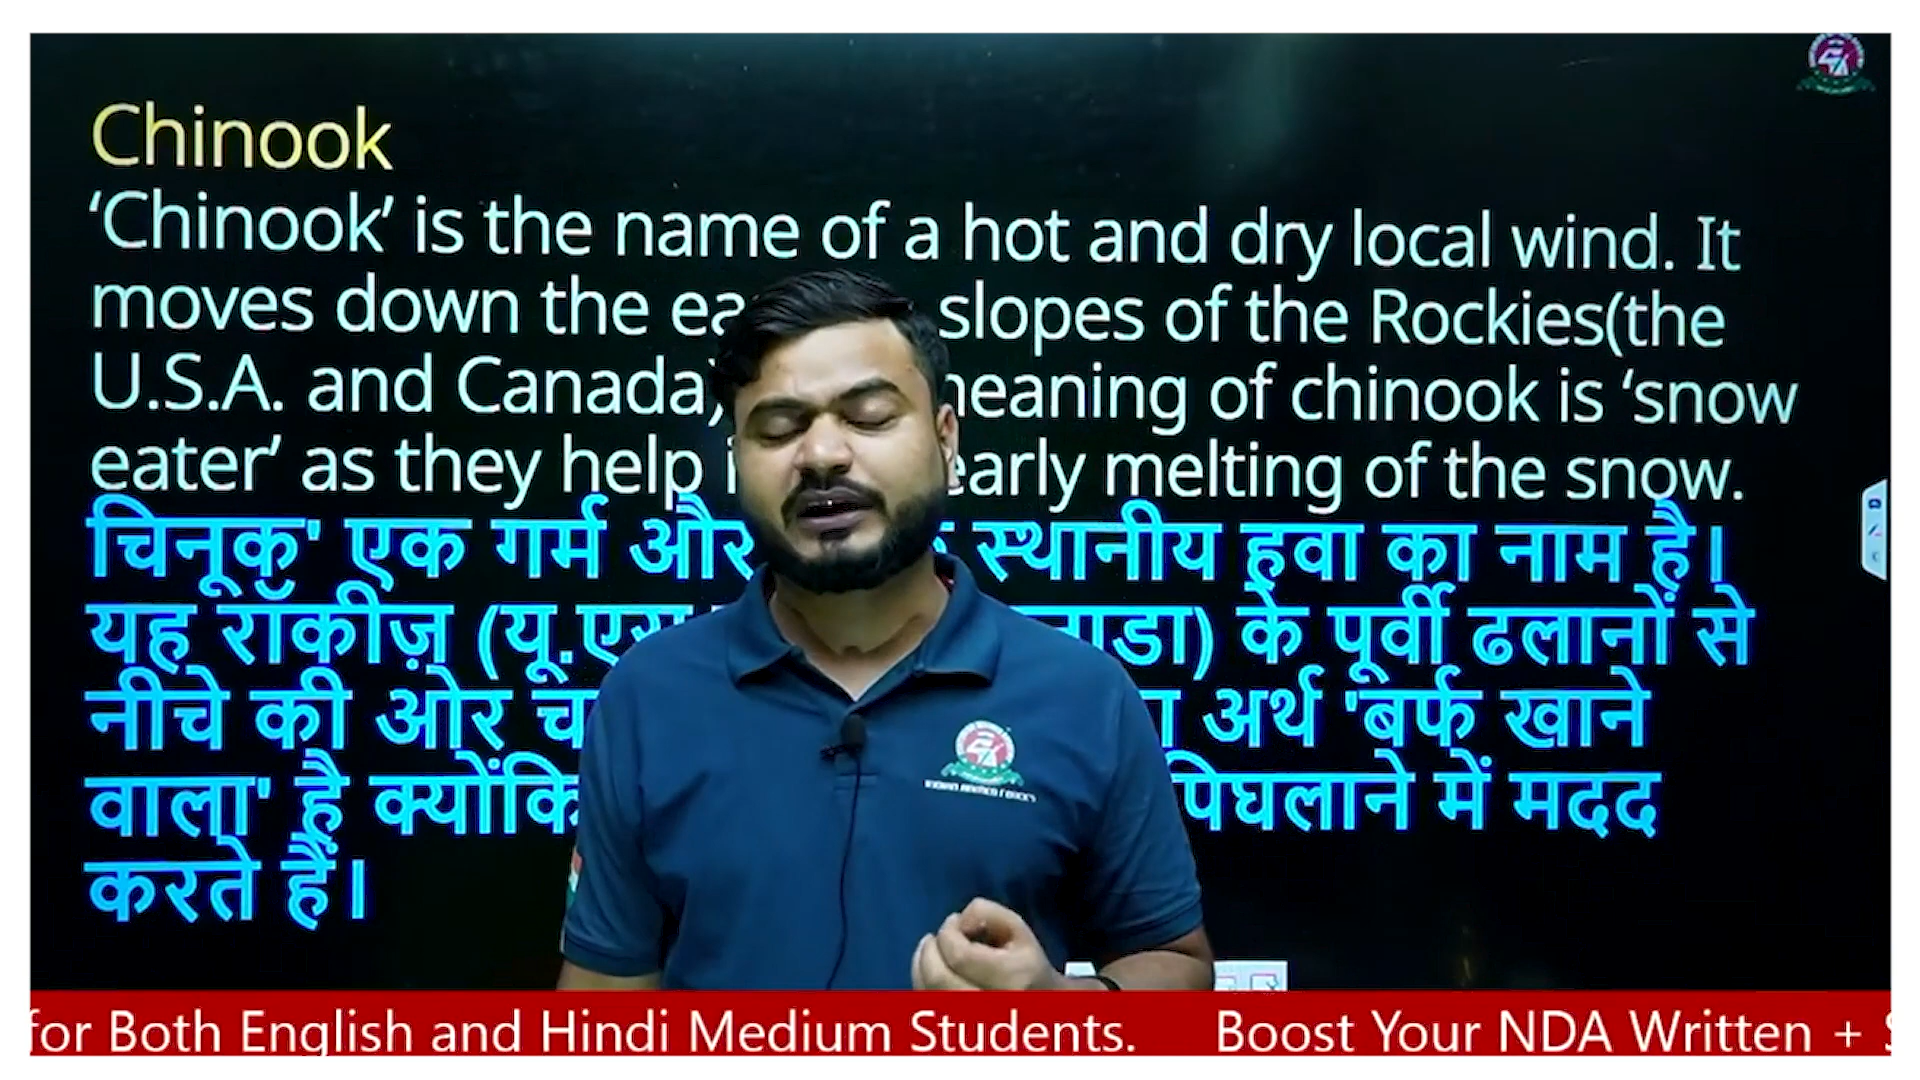 Chinook
‘Chinook’ is the name of a hot and dry local wind. It
moves down the slopes of the Rockies(the
U.S.A. and Canada) meaning of chinook is ‘snow
eater’ as they help early melting of the snow.
चिनूक' एक गर्म और स्थानीय हवा का नाम है।
यह रॉकीज़ के पूर्वी ढलानों से
नीचे की ओर अर्थ 'बर्फ खाने
वाला' है क्योंकि पिघलाने में मदद
करते हैं।
INDIAN ARMED FORCES
for Both English and Hindi Medium Students. Boost Your NDA Written +